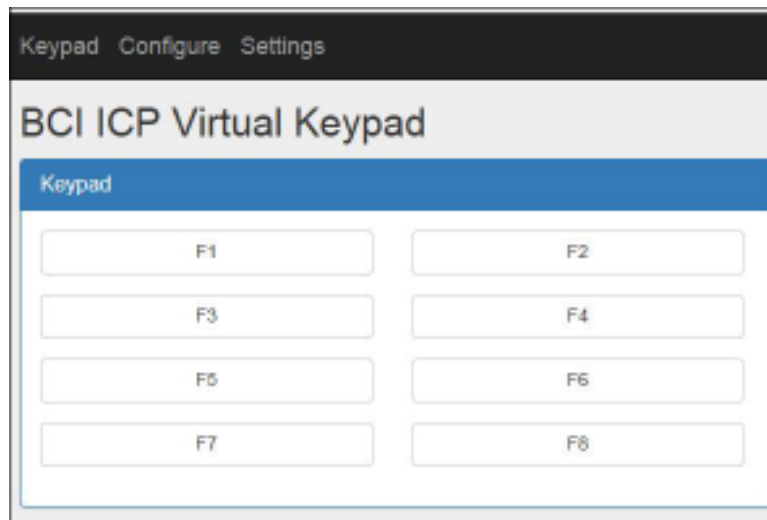 Keypad Configure Settings
BCI ICP Virtual Keypad
Keypad
F1 F2
F3 F4
F5 F6
F7 F8